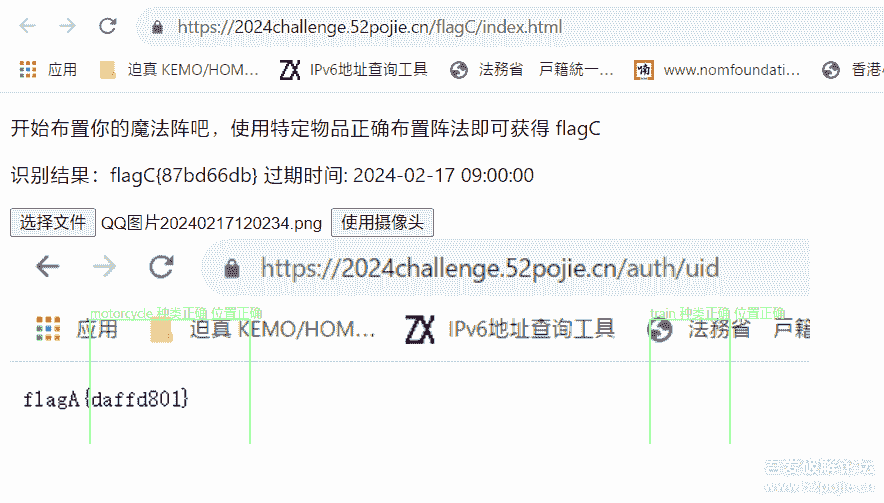 https://2024challenge.52pojie.cn/flagC/index.html
应用 迫真 KEMO/HOM... IPv6地址查询工具 法務省 戸籍統一... www.nomfoundati... 香港
开始布置你的魔法阵吧，使用特定物品正确布置阵法即可获得 flagC
识别结果：flagC{87bd66db} 过期时间: 2024-02-17 09:00:00
选择文件 QQ图片20240217120234.png 使用摄像头
https://2024challenge.52pojie.cn/auth/uid
motorcycle 种类正确 位置正确 train 种类正确 位置正确
应用 迫真 KEMO/HOM... IPv6地址查询工具 法務省 戸籍
flagA{daffd801}
吾爱破解论坛
www.52pojie.cn